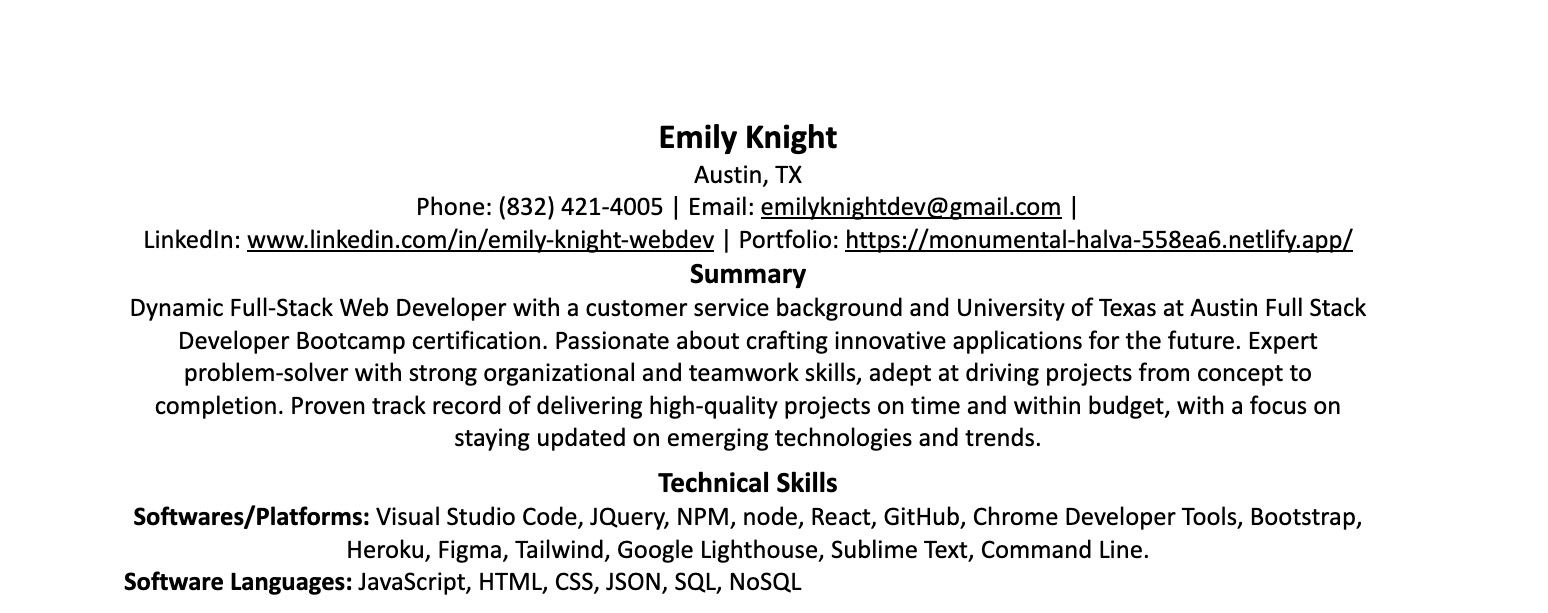 Emily Knight
Austin, TX
Phone: (832) 421-4005 | Email: emilyknightdev@gmail.com |
LinkedIn: www.linkedin.com/in/emily-knight-webdev | Portfolio: https://monumental-halva-558ea6.netlify.app/
Summary
Dynamic Full-Stack Web Developer with a customer service background and University of Texas at Austin Full Stack
Developer Bootcamp certification. Passionate about crafting innovative applications for the future. Expert
problem-solver with strong organizational and teamwork skills, adept at driving projects from concept to
completion. Proven track record of delivering high-quality projects on time and within budget, with a focus on
staying updated on emerging technologies and trends.
Technical Skills
Softwares/Platforms: Visual Studio Code, JQuery, NPM, node, React, GitHub, Chrome Developer Tools, Bootstrap,
Heroku, Figma, Tailwind, Google Lighthouse, Sublime Text, Command Line.
Software Languages: JavaScript, HTML, CSS, JSON, SQL, NoSQL